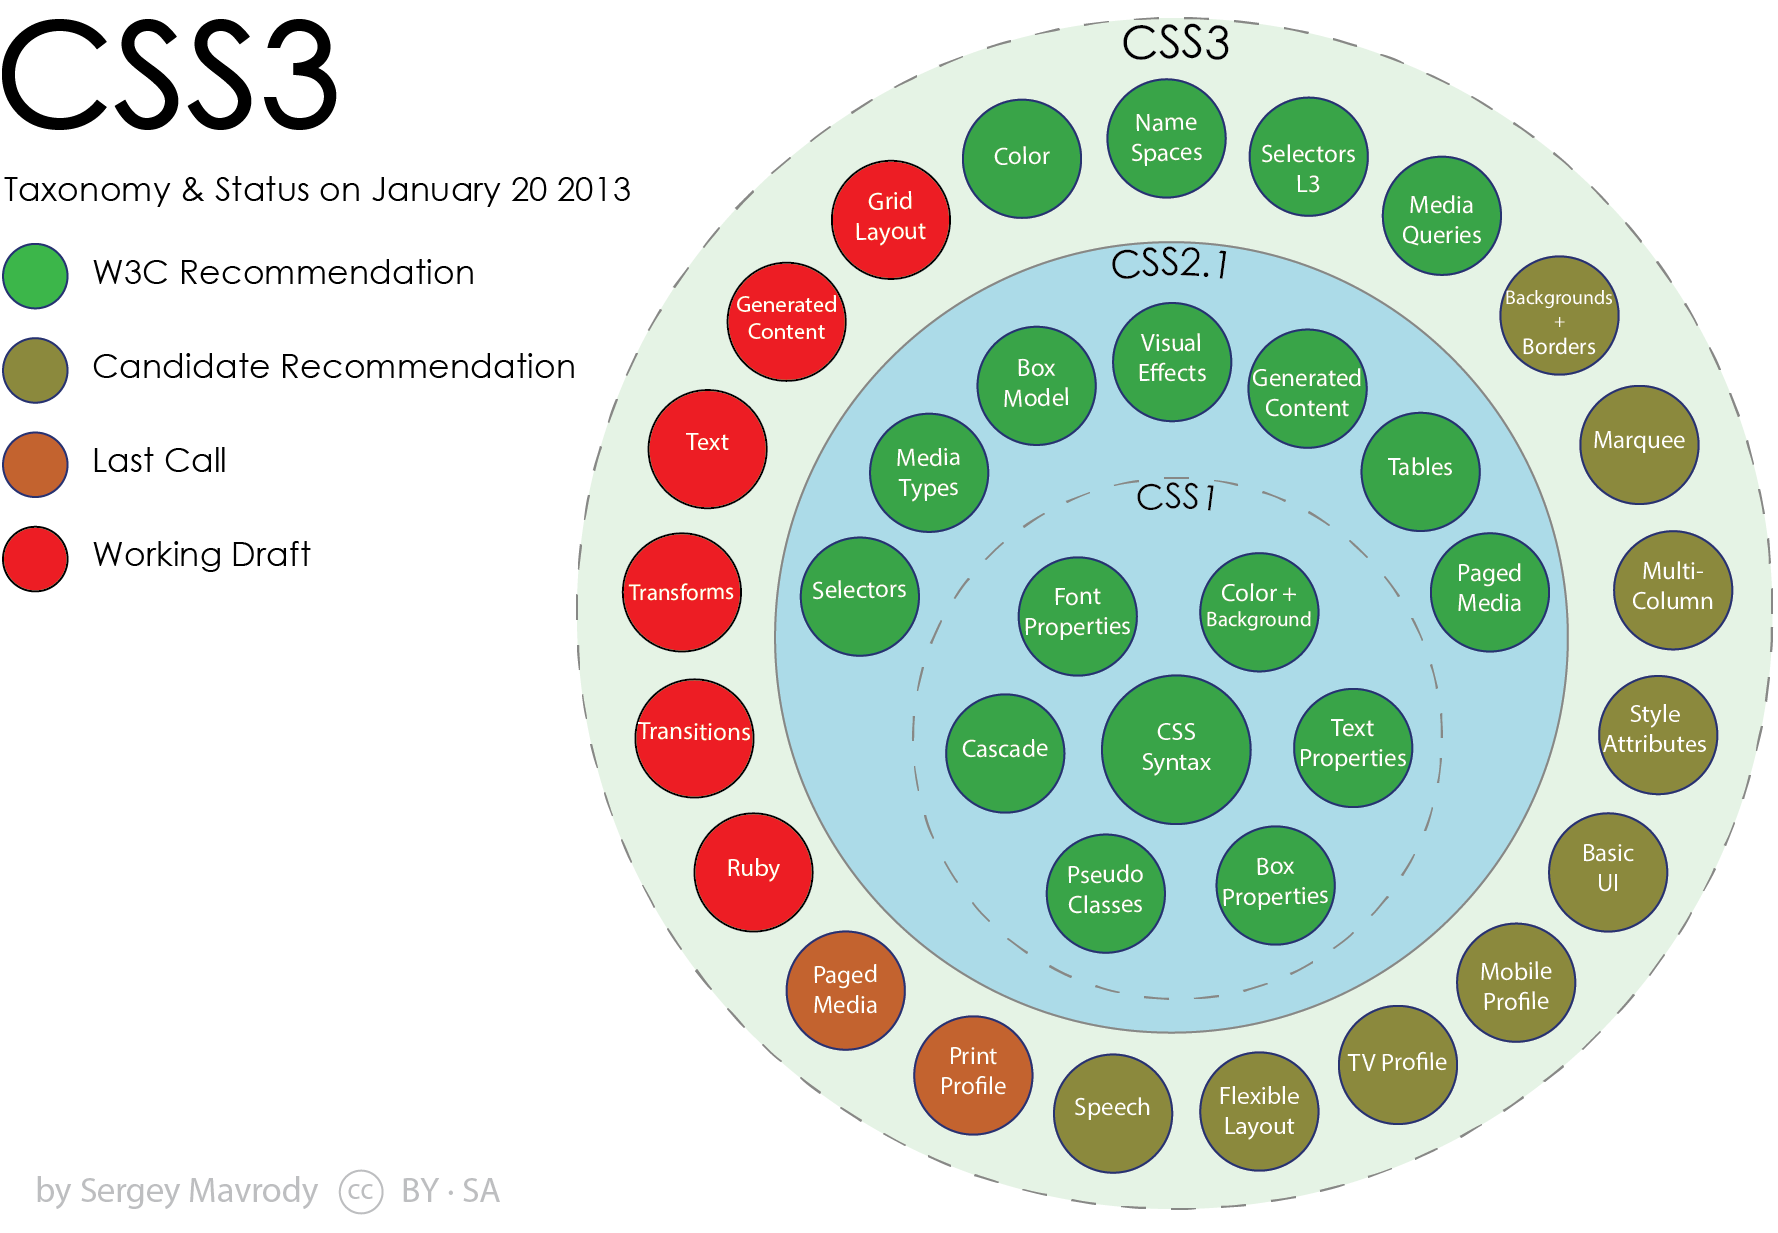 CSS3
Taxonomy & Status on January 20 2013
W3C Recommendation
Candidate Recommendation
Last Call
Working Draft
CSS3
Name
Spaces
Selectors
L3
Media
Queries
Backgrounds
+
Borders
Marquee
Multi-
Column
Style
Attributes
Basic
UI
Mobile
Profile
TV Profile
Flexible
Layout
Speech
Print
Profile
Paged
Media
Ruby
Transitions
Transforms
Text
Generated
Content
Grid
Layout
Color
CSS2.1
Selectors
Media
Types
Box
Model
Visual
Effects
Generated
Content
Tables
Paged
Media
CSS1
Font
Properties
Color +
Background
Cascade
CSS
Syntax
Text
Properties
Pseudo
Classes
Box
Properties
by Sergey Mavrody cc BY · SA